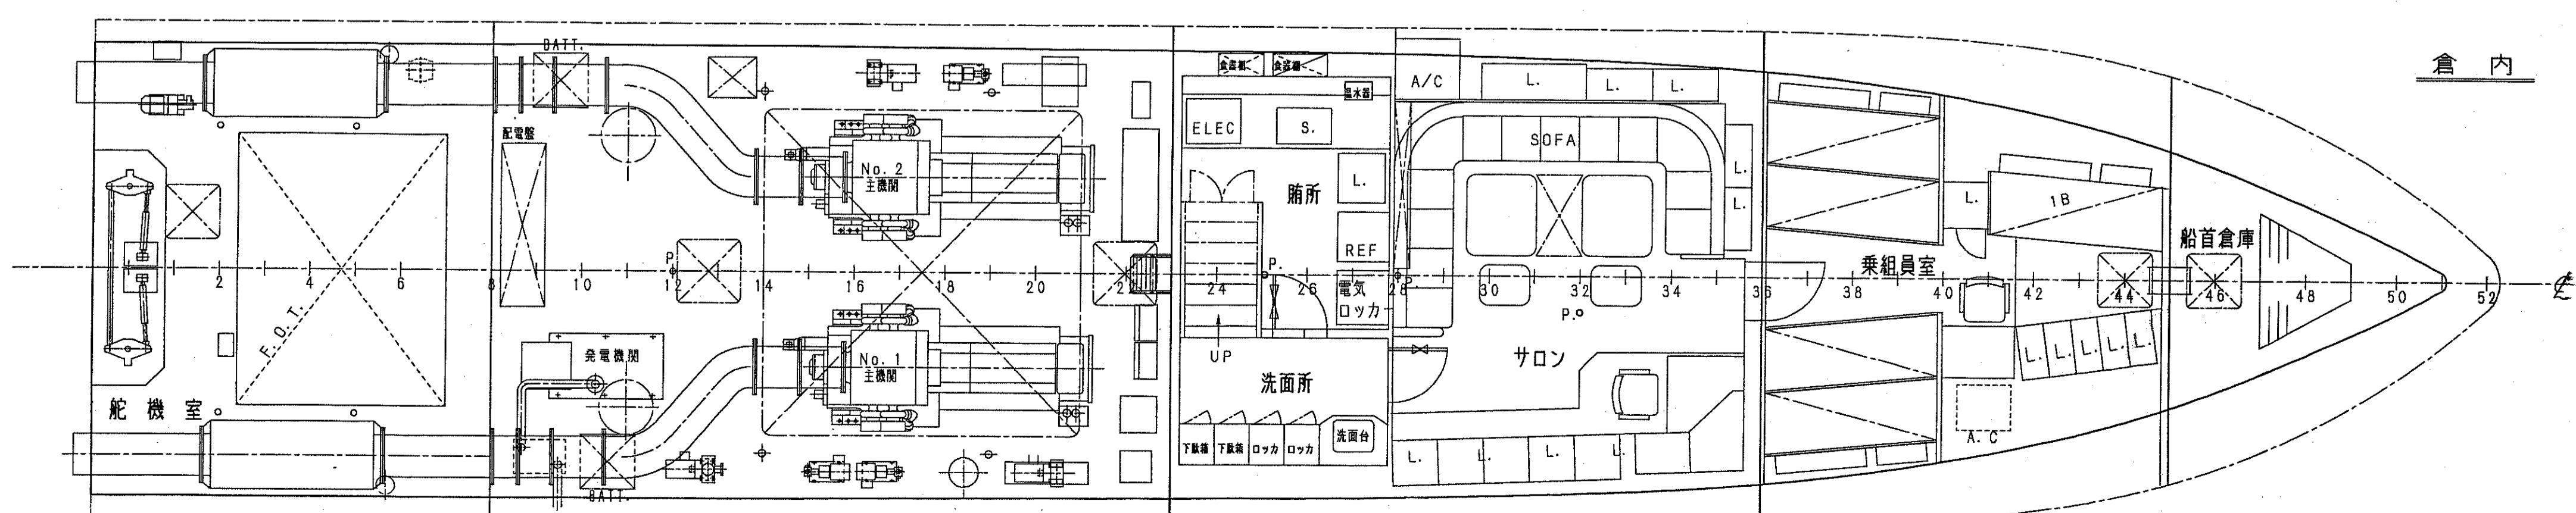 倉内
BATT.
配電盤
No. 2
主機関
F.O.T.
発電機関
No. 1
主機関
舵機室
BATT.
食器棚
食器棚
温水器
ELEC
S.
L.
賄所
REF
電気
ロッカ
P.
P.
P.
UP
洗面所
下駄箱
下駄箱
ロッカ
ロッカ
洗面台
A/C
L.
L.
L.
SOFA
L.
L.
P.
サロン
L.
L.
L.
L.
乗組員室
L.
1B
L.
L.
L.
L.
L.
A.C
船首倉庫
2
4
6
8
10
12
14
16
18
20
22
24
26
28
30
32
34
36
38
40
42
44
46
48
50
52
℄